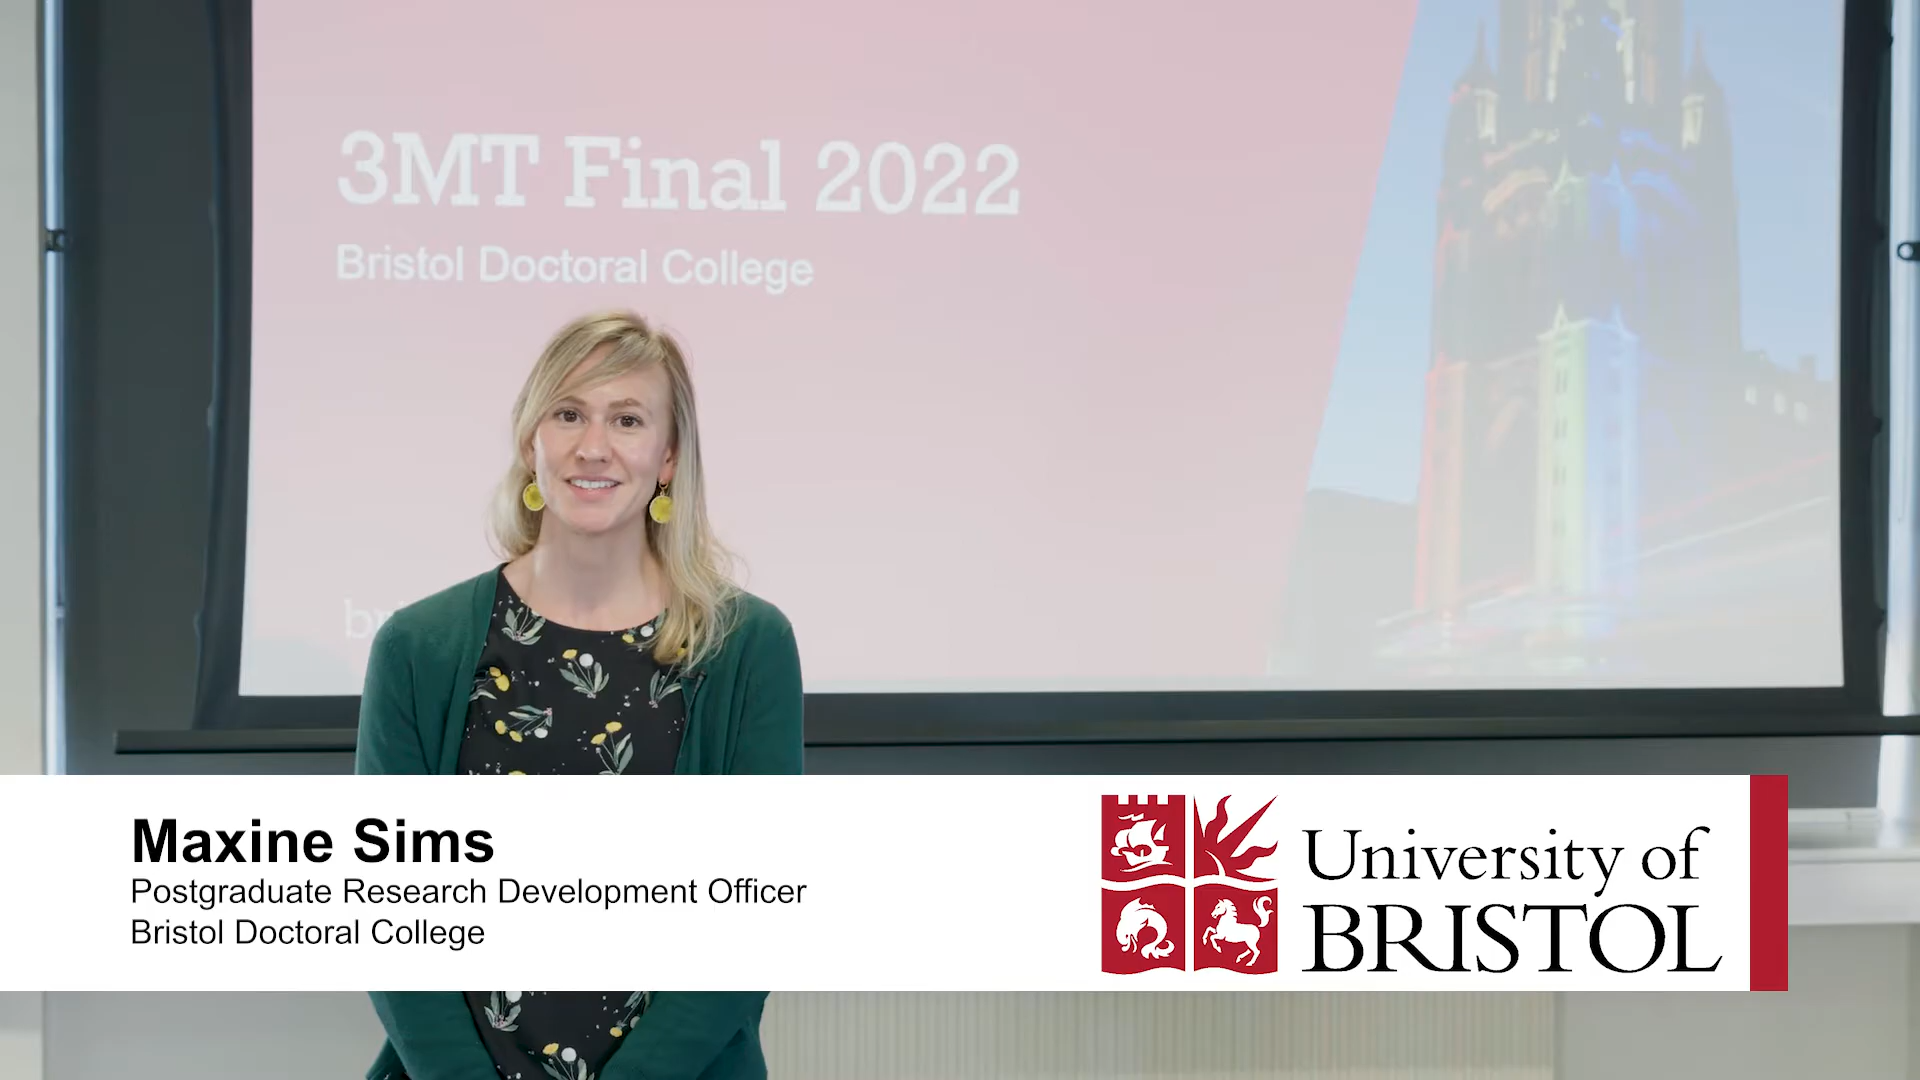 3MT Final 2022
Bristol Doctoral College
Maxine Sims
Postgraduate Research Development Officer
Bristol Doctoral College
University of
BRISTOL